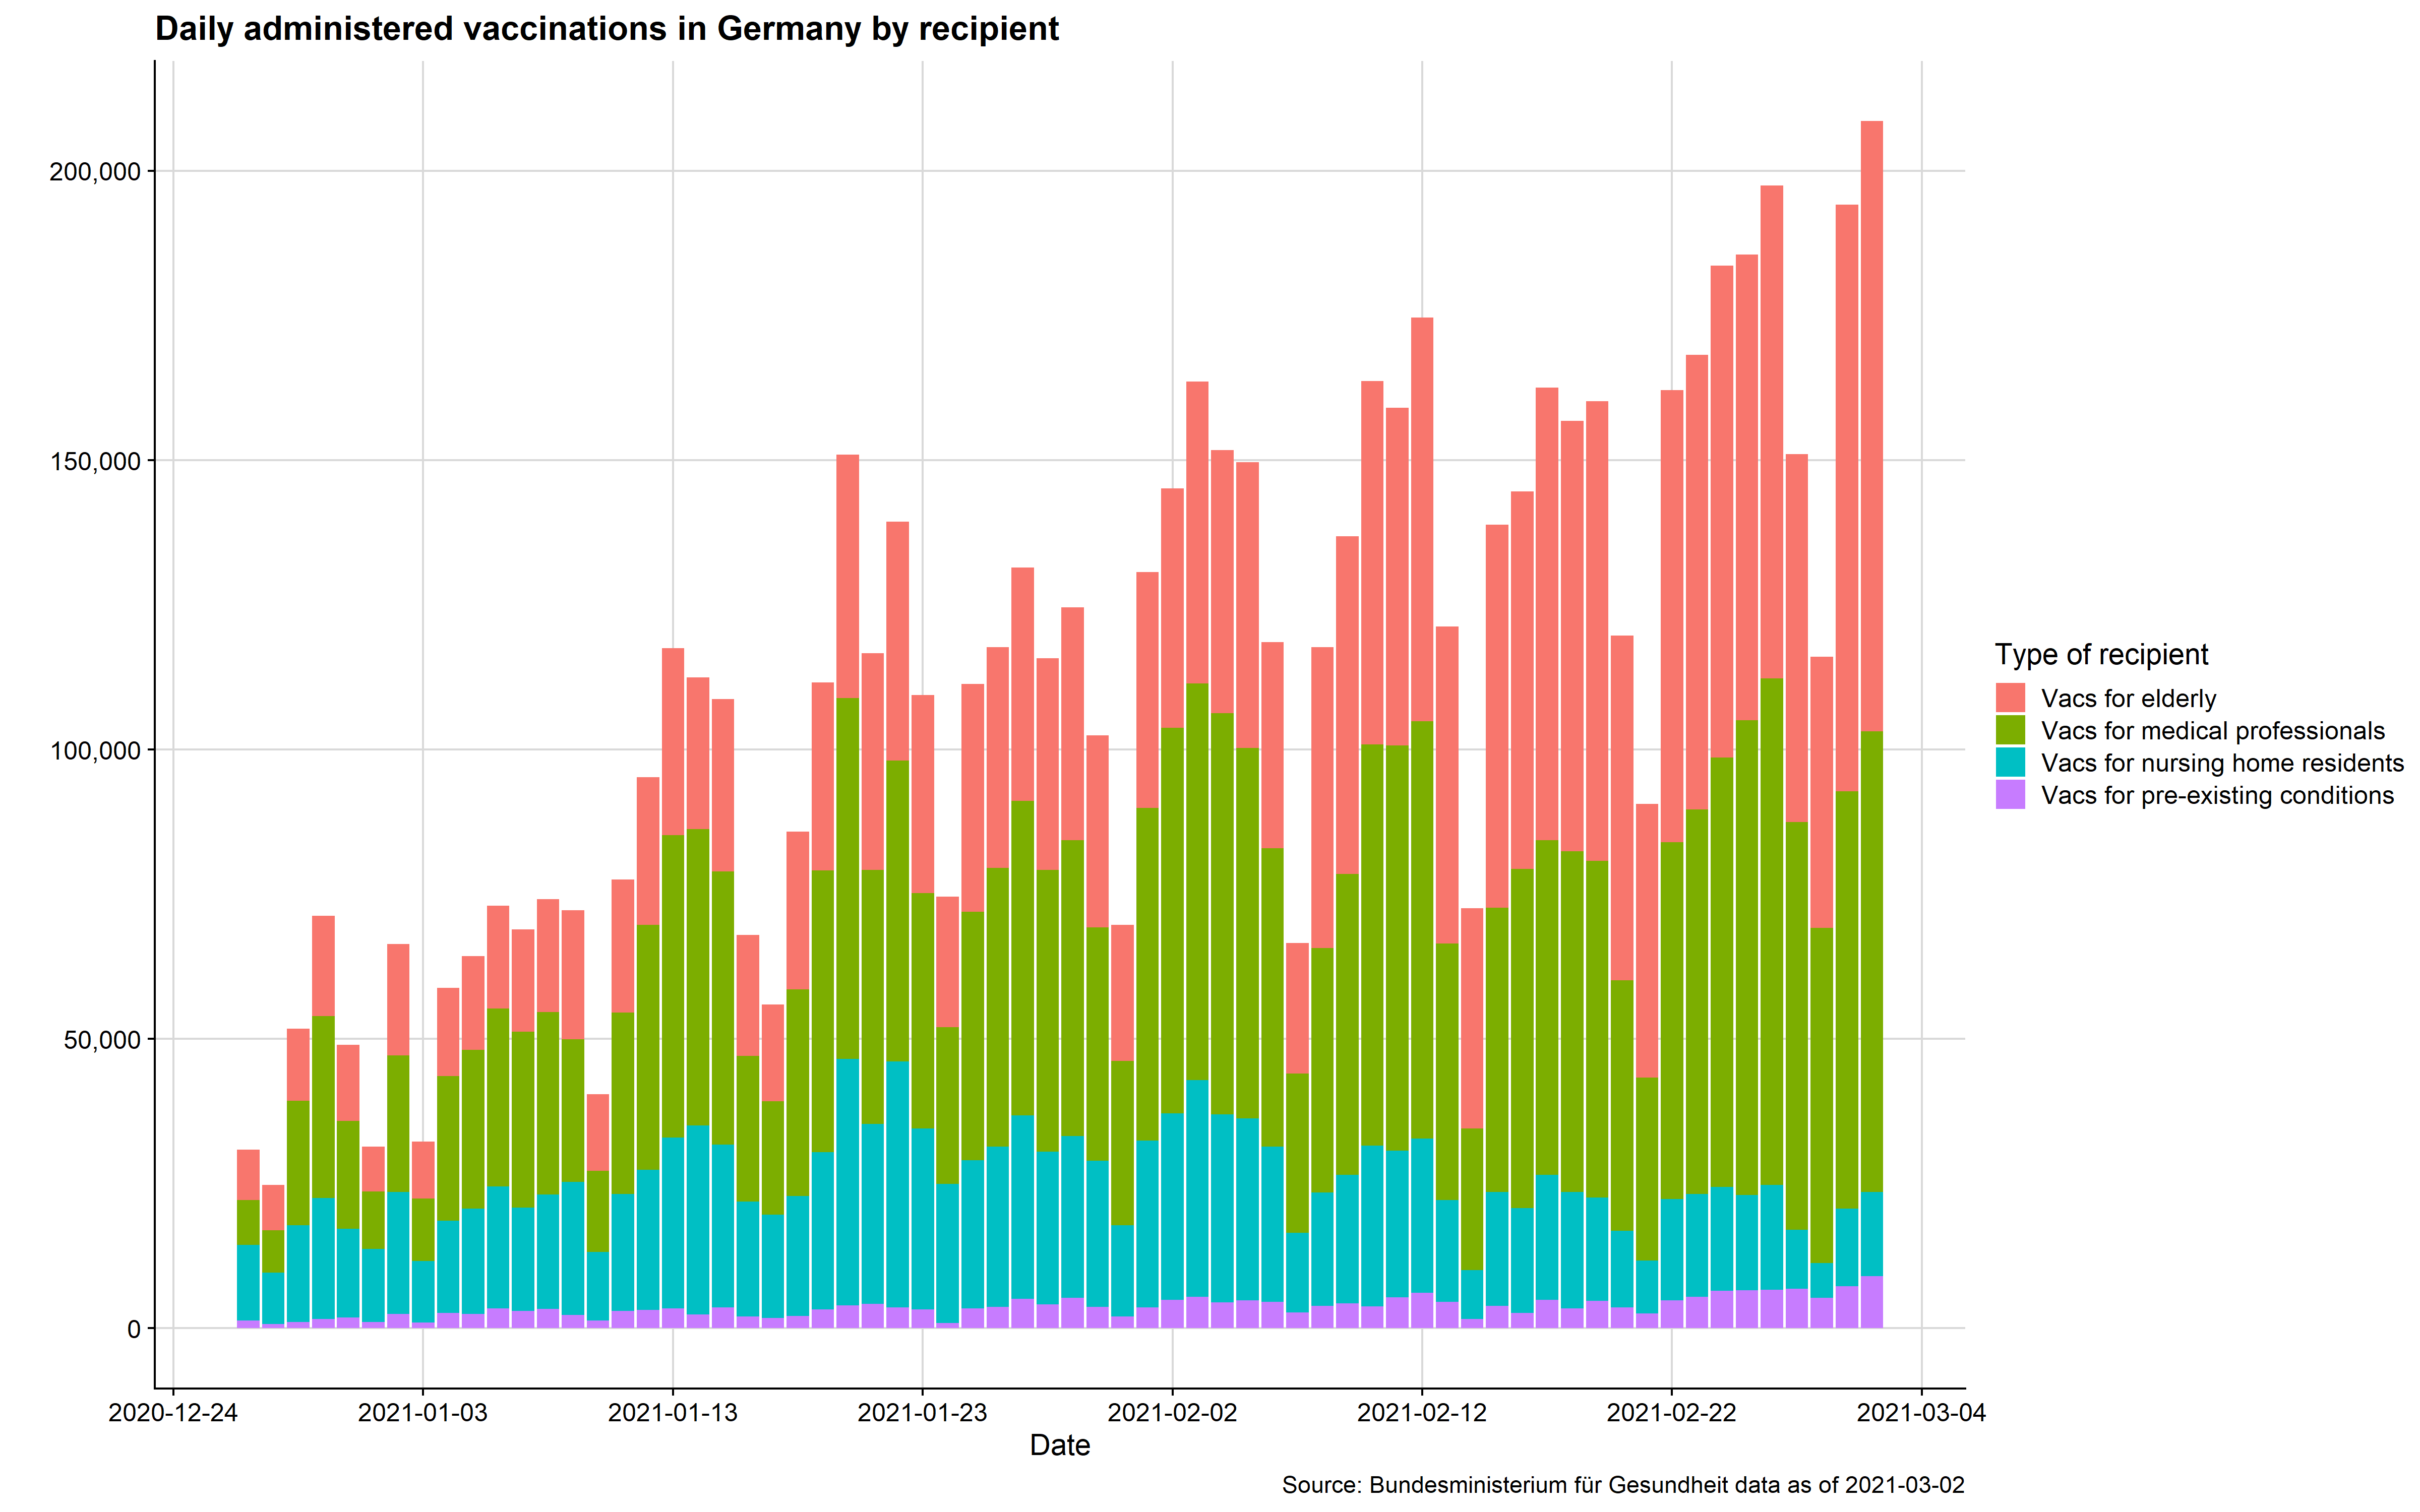 Daily administered vaccinations in Germany by recipient
200,000
150,000
100,000
50,000
0
2020-12-24 2021-01-03 2021-01-13 2021-01-23 2021-02-02 2021-02-12 2021-02-22 2021-03-04
Date
Type of recipient
Vacs for elderly
Vacs for medical professionals
Vacs for nursing home residents
Vacs for pre-existing conditions
Source: Bundesministerium für Gesundheit data as of 2021-03-02